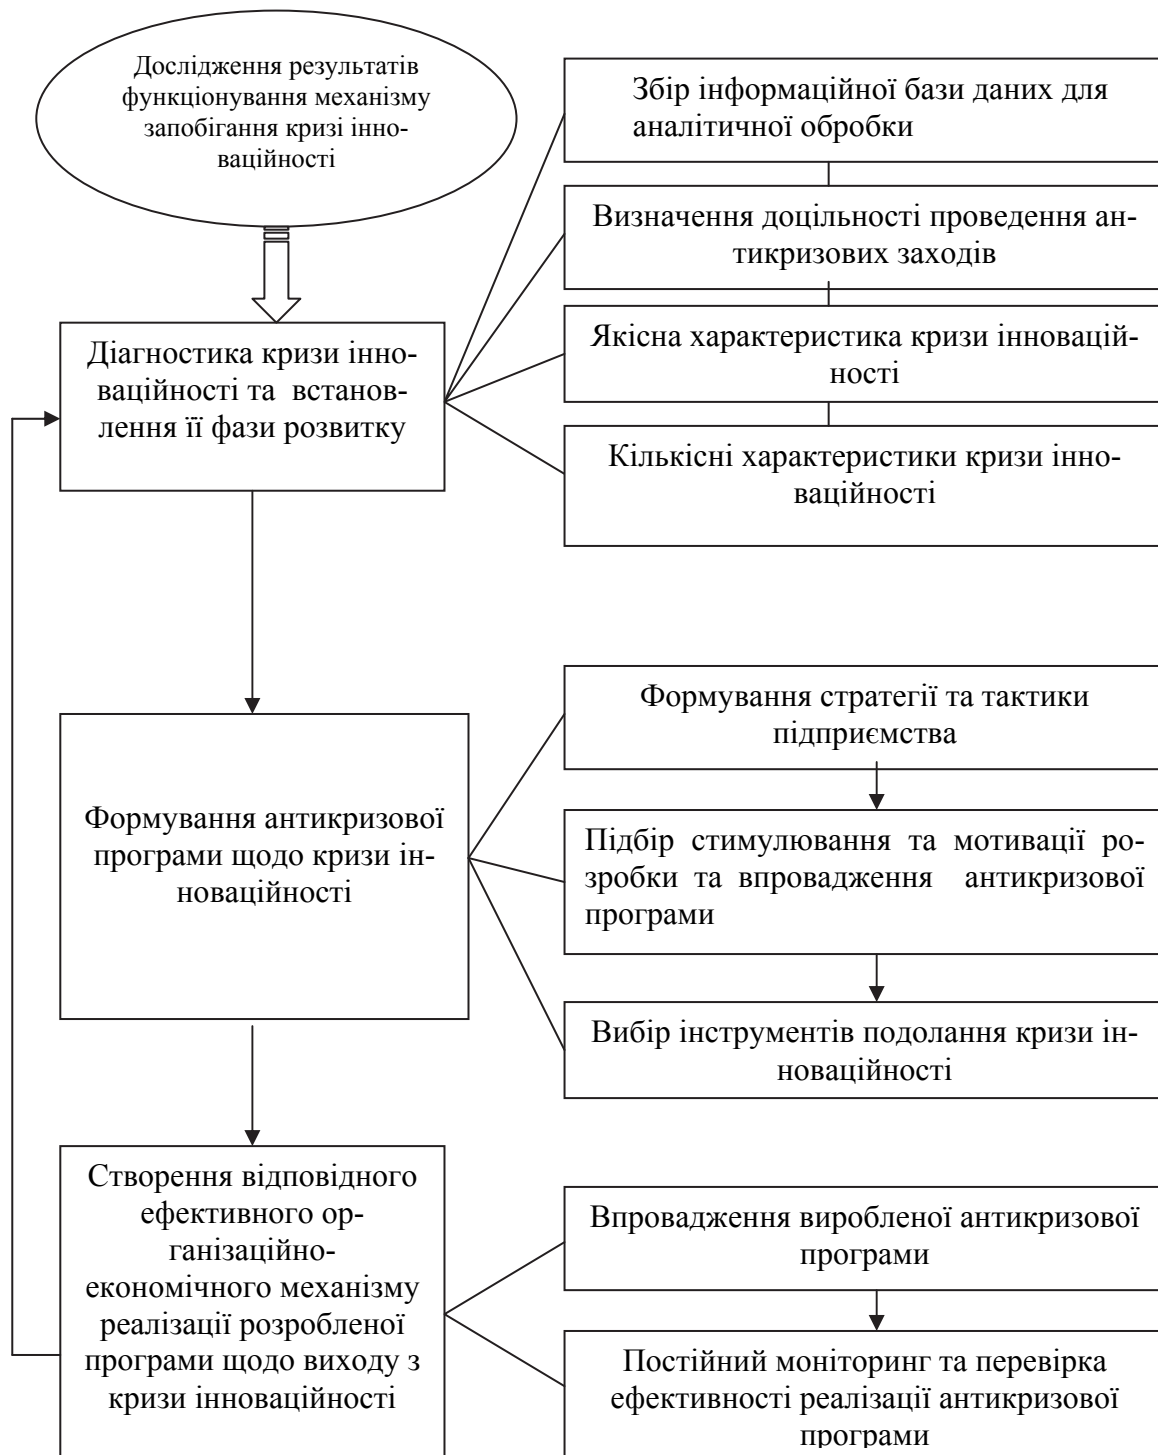 Дослідження результатів
функціонування механізму
запобігання кризі інно-
ваційності
Збір інформаційної бази даних для
аналітичної обробки
Визначення доцільності проведення ан-
тикризових заходів
Якісна характеристика кризи інновацій-
ності
Кількісні характеристики кризи інно-
ваційності
Діагностика кризи інно-
ваційності та встанов-
лення її фази розвитку
Формування антикризової
програми щодо кризи ін-
новаційності
Формування стратегії та тактики
підприємства
Підбір стимулювання та мотивації ро-
зробки та впровадження антикризової
програми
Вибір інструментів подолання кризи ін-
новаційності
Створення відповідного
ефективного ор-
ганізаційно-
економічного механізму
реалізації розробленої
програми щодо виходу з
кризи інноваційності
Впровадження виробленої антикризової
програми
Постійний моніторинг та перевірка
ефективності реалізації антикризової
програми